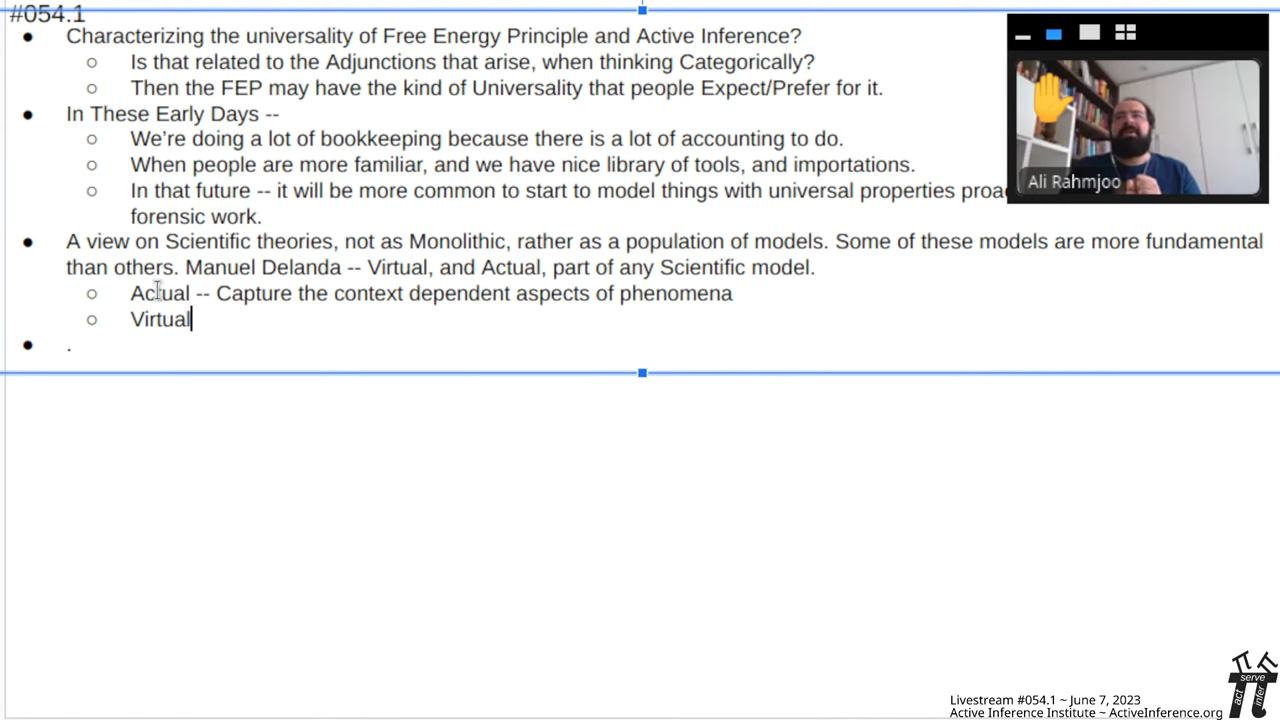 #054.1
● Characterizing the universality of Free Energy Principle and Active Inference?
○ Is that related to the Adjunctions that arise, when thinking Categorically?
○ Then the FEP may have the kind of Universality that people Expect/Prefer for it.
● In These Early Days --
○ We're doing a lot of bookkeeping because there is a lot of accounting to do.
○ When people are more familiar, and we have nice library of tools, and importations.
○ In that future -- it will be more common to start to model things with universal properties
forensic work.
● A view on Scientific theories, not as Monolithic, rather as a population of models. Some of these models are more fundamental
than others. Manuel Delanda -- Virtual, and Actual, part of any Scientific model.
○ Actual -- Capture the context dependent aspects of phenomena
○ Virtual
● .
Ali Rahmjoo
π π π
serve
act infer
Livestream #054.1 ~ June 7, 2023
Active Inference Institute ~ ActiveInference.org